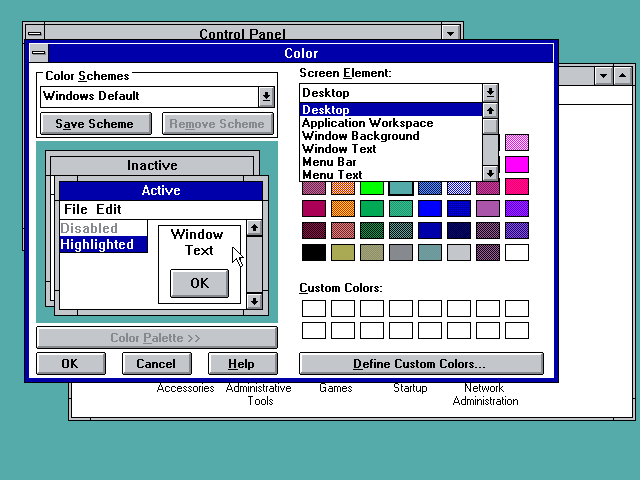 Control Panel
Color
Color Schemes
Windows Default
Save Scheme
Remove Scheme
Inactive
Active
File Edit
Disabled
Highlighted
Window
Text
OK
Color Palette >>
OK
Cancel
Help
Screen Element:
Desktop
Desktop
Application Workspace
Window Background
Window Text
Menu Bar
Menu Text
Custom Colors:
Define Custom Colors...
Accessories
Administrative
Tools
Games
Startup
Network
Administration